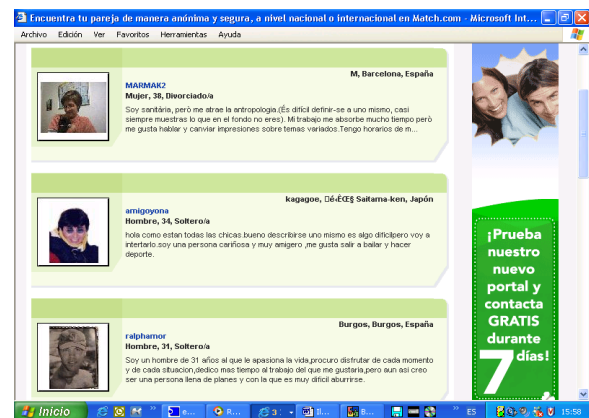 Encuentra tu pareja de manera anónima y segura, a nivel nacional o internacional en Match.com - Microsoft Int...
Archivo Edición Ver Favoritos Herramientas Ayuda
M, Barcelona, España
MARMAK2
Mujer, 38, Divorciado/a
Soy sanitária, però me atrae la antropologia.(És difícil definir-se a uno mismo, casi
siempre muestras lo que en el fondo no eres). Mi trabajo me absorbe mucho tiempo però
me gusta hablar y canviar impresiones sobre temas variados.Tengo horarios de m...
kagagoe, Saitama-ken, Japón
amigoyona
Hombre, 34, Soltero/a
hola como estan todas las chicas.bueno describirse uno mismo es algo dificilpero voy a
intertarlo.soy una persona cariñosa y muy amigero ,me gusta salir a bailar y hacer
deporte.
Burgos, Burgos, España
ralphamor
Hombre, 31, Soltero/a
Soy un hombre de 31 años al que le apasiona la vida,procuro disfrutar de cada momento
y de cada situacion,dedico mas tiempo al trabajo del que me gustaria,pero aun asi creo
ser una persona llena de planes y con la que es muy dificil aburrirse.
¡Prueba
nuestro
nuevo
portal y
contacta
GRATIS
durante
7 días!
Inicio
e...
R...
3
Il...
B...
ES
15:58